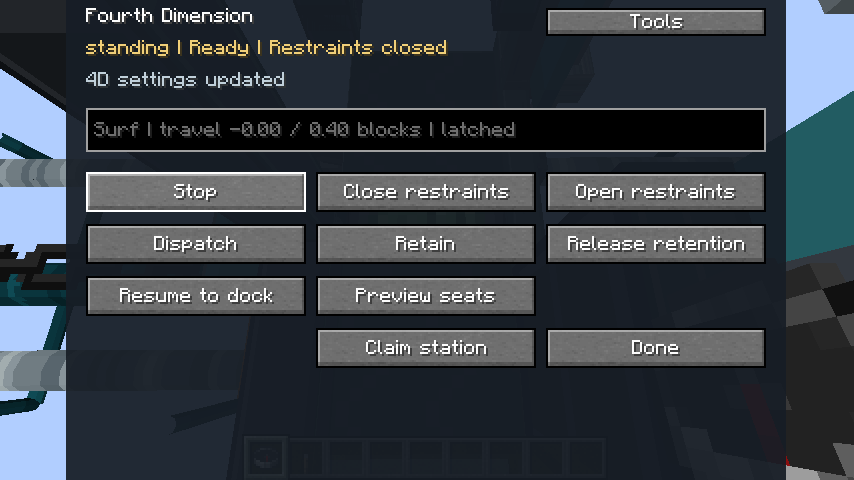 Fourth Dimension
Tools
standing | Ready | Restraints closed
4D settings updated
Surf | travel -0.00 / 0.40 blocks | latched
Stop
Close restraints
Open restraints
Dispatch
Retain
Release retention
Resume to dock
Preview seats
Claim station
Done